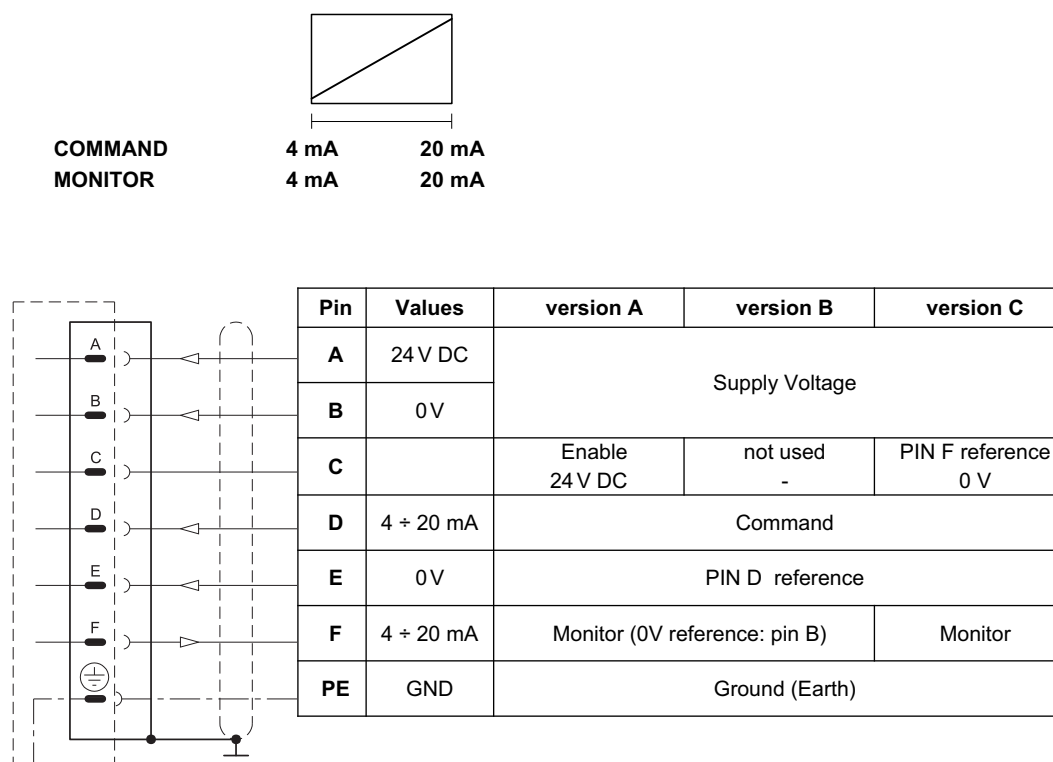 COMMAND 4 mA 20 mA
MONITOR 4 mA 20 mA
Pin Values version A version B version C
A A 24 V DC
Supply Voltage
B B 0 V
C C Enable not used PIN F reference
24 V DC - 0 V
D D 4 ÷ 20 mA Command
E E 0 V PIN D reference
F F 4 ÷ 20 mA Monitor (0V reference: pin B) Monitor
PE GND Ground (Earth)